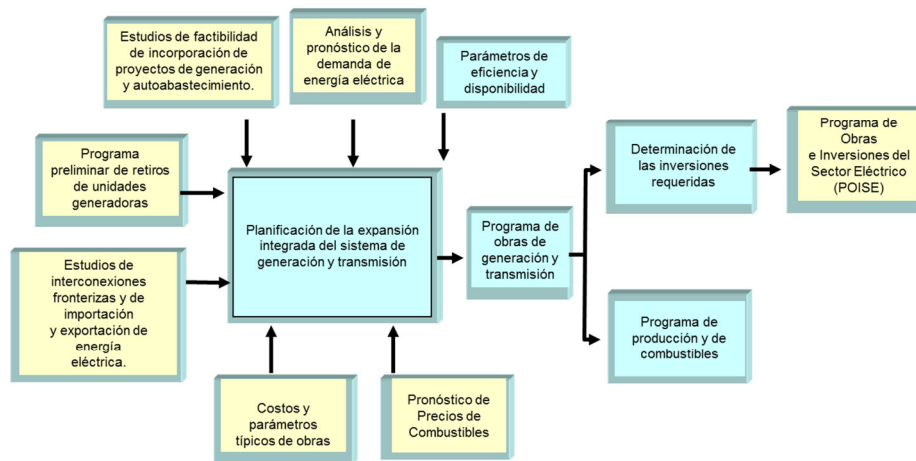 Estudios de factibilidad
de incorporación de
proyectos de generación
y autoabastecimiento.
Análisis y
pronóstico de la
demanda de
energía eléctrica
Parámetros de
eficiencia y
disponibilidad
Programa
preliminar de retiros
de unidades
generadoras
Planificación de la expansión
integrada del sistema de
generación y transmisión
Programa de
obras de
generación y
transmisión
Determinación de
las inversiones
requeridas
Programa de
Obras
e Inversiones del
Sector Eléctrico
(POISE)
Estudios de
interconexiones
fronterizas y de
importación
y exportación de
energía
eléctrica.
Programa de
producción y de
combustibles
Costos y
parámetros
típicos de obras
Pronóstico de
Precios de
Combustibles